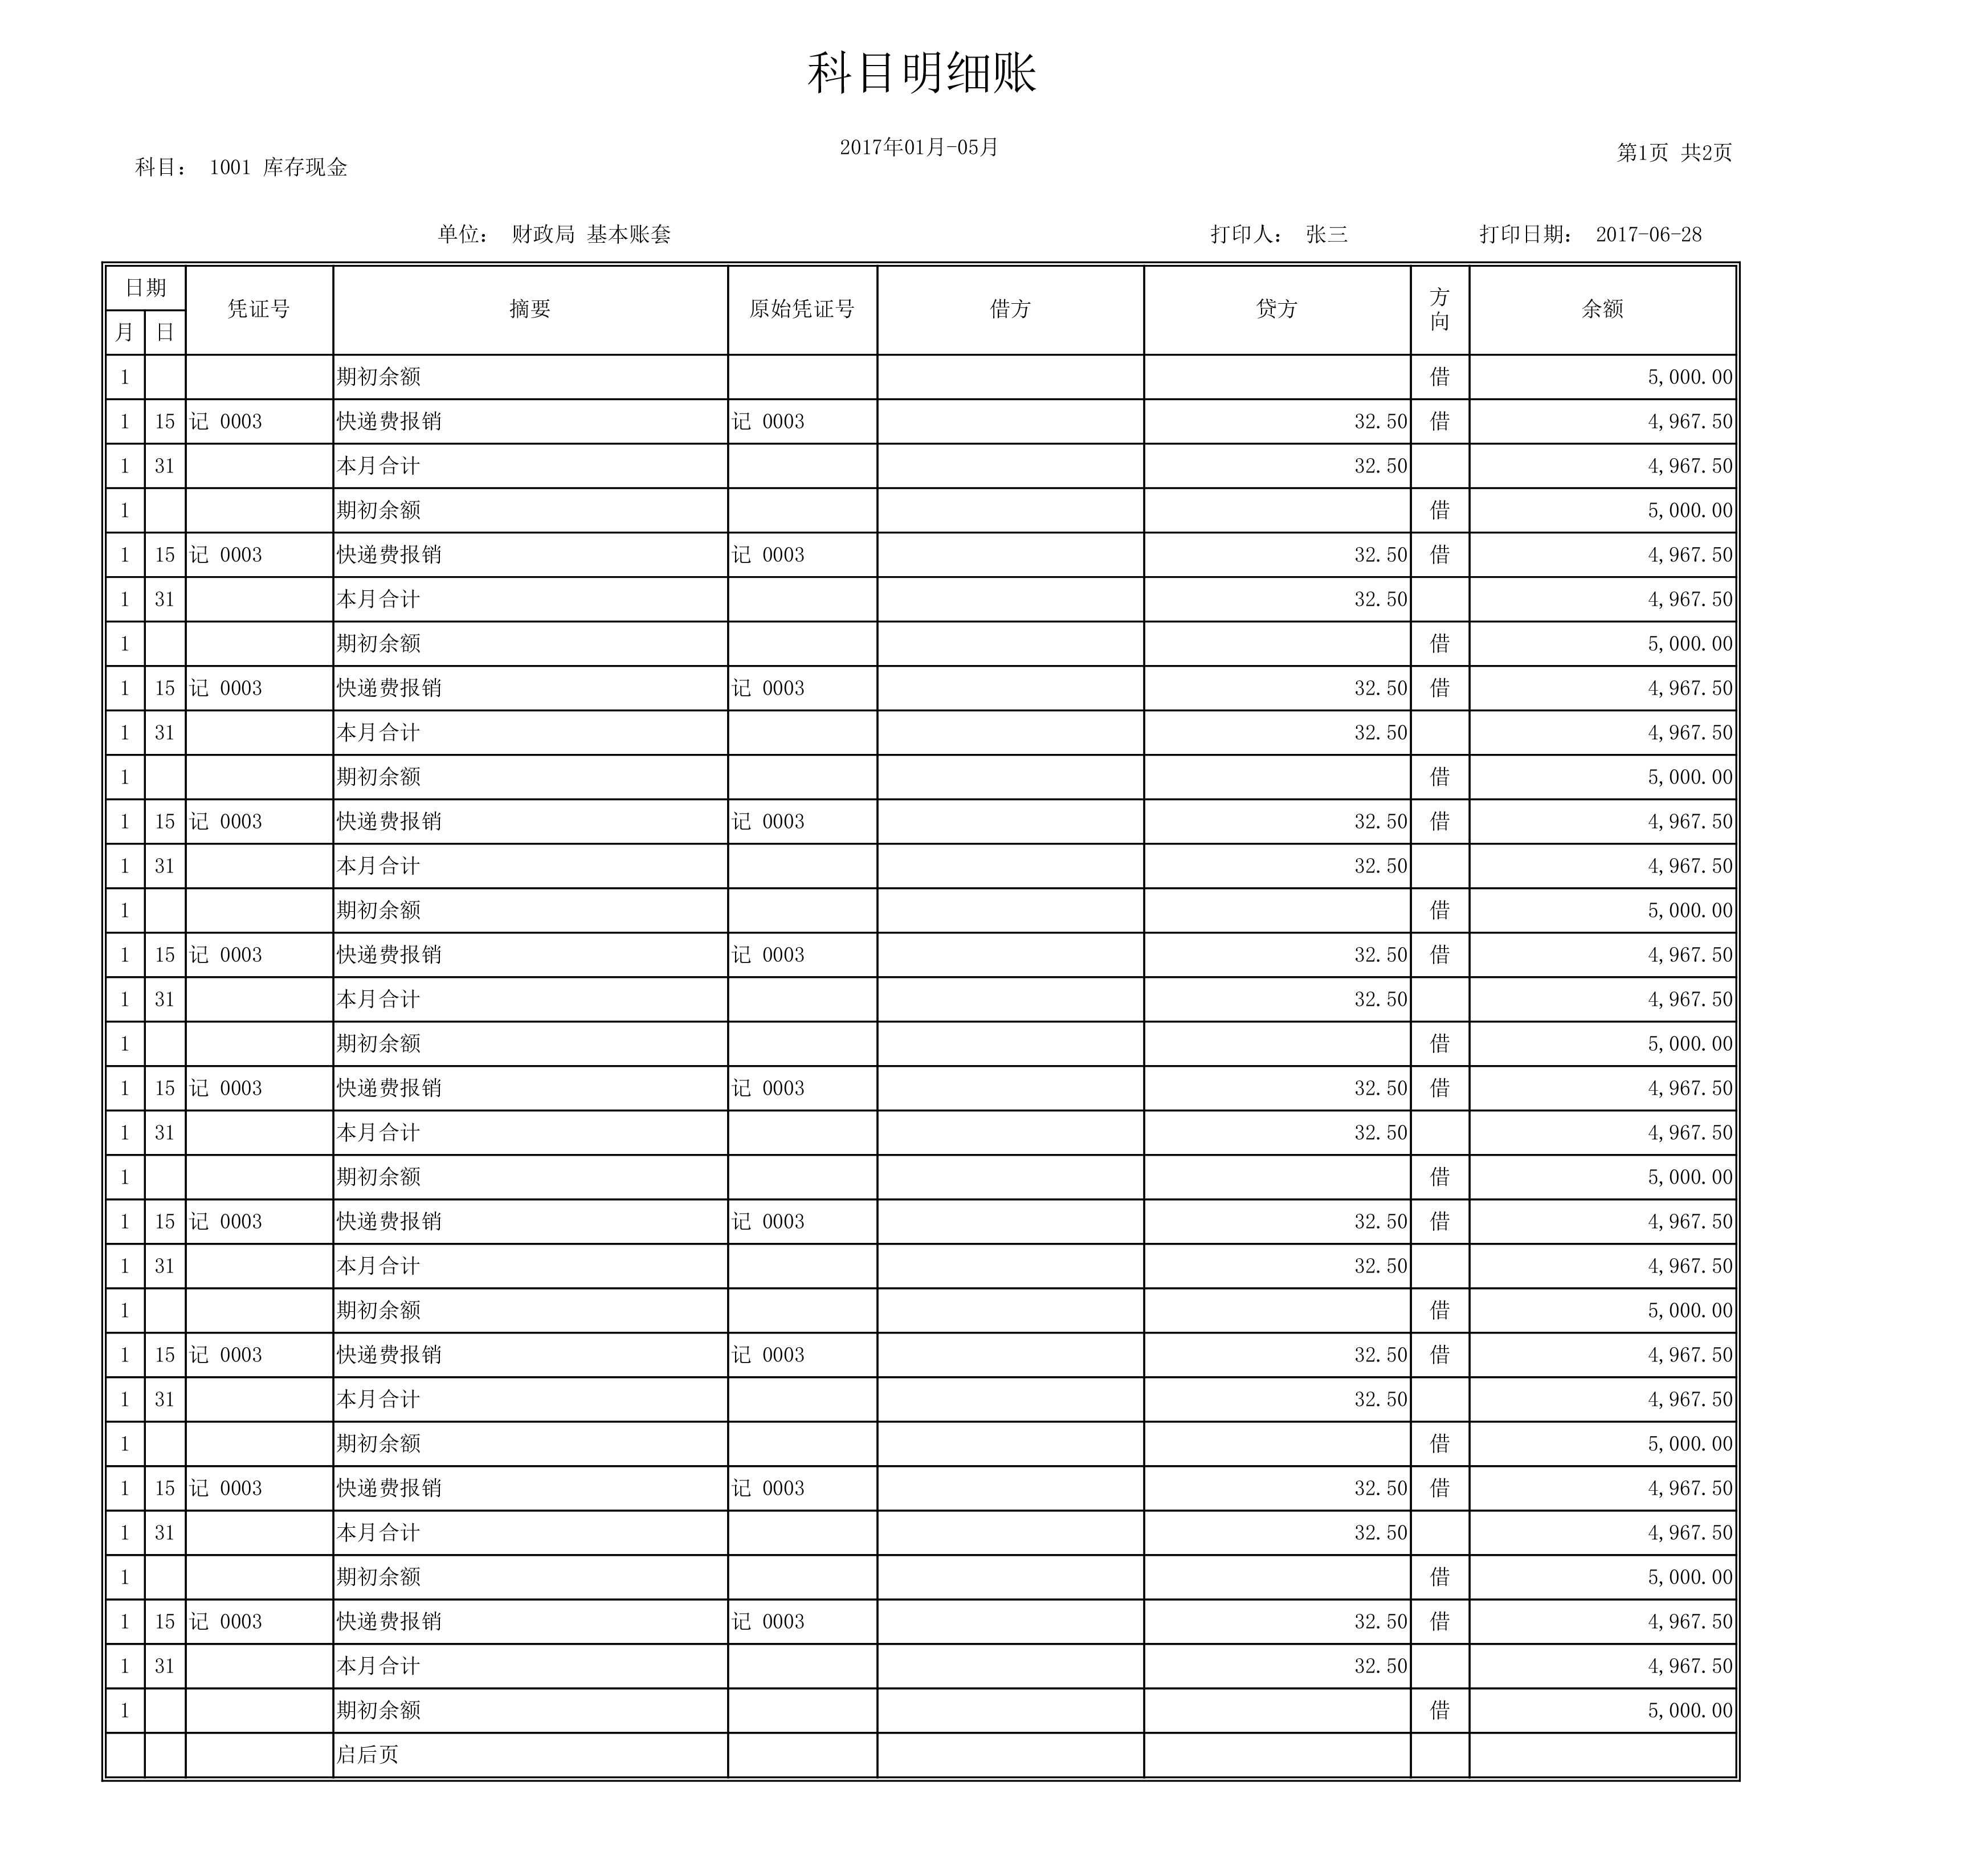 科目明细账
2017年01月-05月
科目： 1001 库存现金
第1页 共2页
单位： 财政局 基本账套 打印人： 张三 打印日期： 2017-06-28
日期 凭证号 摘要 原始凭证号 借方 贷方 方向 余额
月 日
1 期初余额 借 5,000.00
1 15 记 0003 快递费报销 记 0003 32.50 借 4,967.50
1 31 本月合计 32.50 4,967.50
1 期初余额 借 5,000.00
1 15 记 0003 快递费报销 记 0003 32.50 借 4,967.50
1 31 本月合计 32.50 4,967.50
1 期初余额 借 5,000.00
1 15 记 0003 快递费报销 记 0003 32.50 借 4,967.50
1 31 本月合计 32.50 4,967.50
1 期初余额 借 5,000.00
1 15 记 0003 快递费报销 记 0003 32.50 借 4,967.50
1 31 本月合计 32.50 4,967.50
1 期初余额 借 5,000.00
1 15 记 0003 快递费报销 记 0003 32.50 借 4,967.50
1 31 本月合计 32.50 4,967.50
1 期初余额 借 5,000.00
1 15 记 0003 快递费报销 记 0003 32.50 借 4,967.50
1 31 本月合计 32.50 4,967.50
1 期初余额 借 5,000.00
1 15 记 0003 快递费报销 记 0003 32.50 借 4,967.50
1 31 本月合计 32.50 4,967.50
1 期初余额 借 5,000.00
1 15 记 0003 快递费报销 记 0003 32.50 借 4,967.50
1 31 本月合计 32.50 4,967.50
1 期初余额 借 5,000.00
1 15 记 0003 快递费报销 记 0003 32.50 借 4,967.50
1 31 本月合计 32.50 4,967.50
1 期初余额 借 5,000.00
1 15 记 0003 快递费报销 记 0003 32.50 借 4,967.50
1 31 本月合计 32.50 4,967.50
1 期初余额 借 5,000.00
启后页